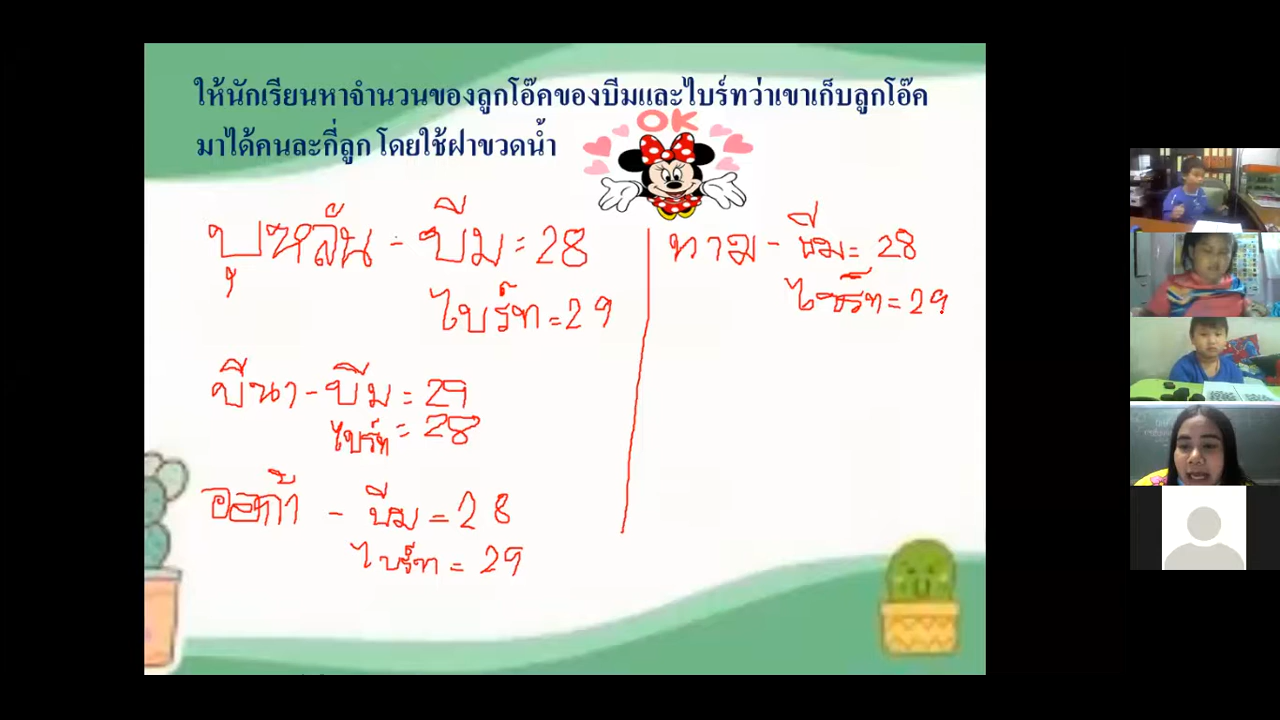 ให้นักเรียนหาจำนวนของลูกโอ๊คของบีมและไบร์ทว่าเขาเก็บลูกโอ๊ค
มาได้คนละกี่ลูก โดยใช้ฝาขวดน้ำ
OK
บุหลัน - บีม = 28
ไบร์ท = 29
บีนา - บีม = 29
ไบร์ท = 28
ออก้า - บีม = 28
ไบร์ท = 29
ทาม - บีม = 28
ไบร์ท = 29